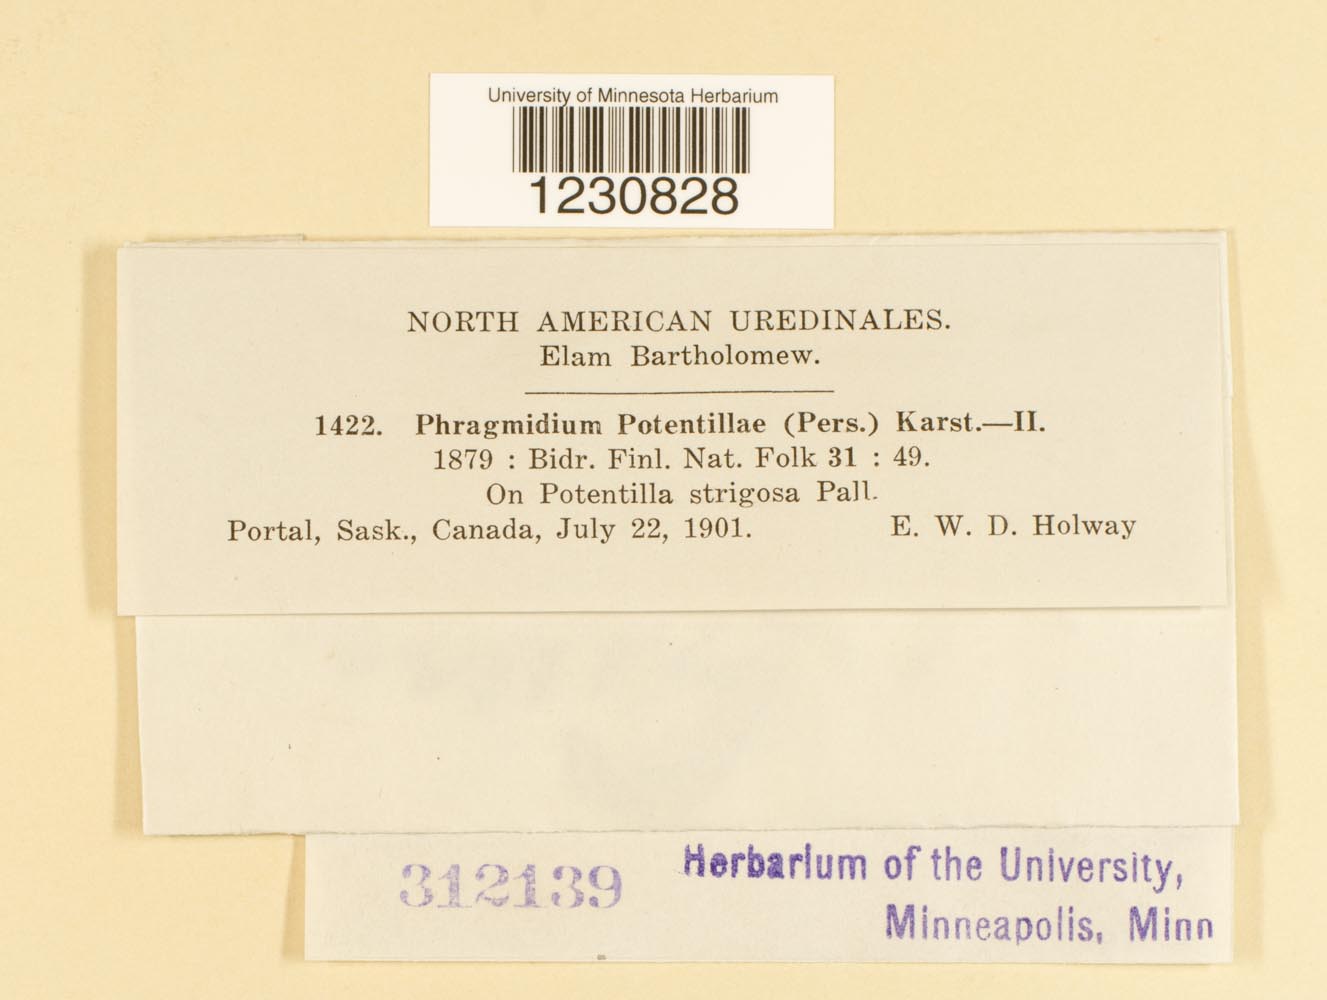 University of Minnesota Herbarium
1230828
NORTH AMERICAN UREDINALES.
Elam Bartholomew.
1422. Phragmidium Potentillae (Pers.) Karst.—II.
1879 : Bidr. Finl. Nat. Folk 31 : 49.
On Potentilla strigosa Pall.
Portal, Sask., Canada, July 22, 1901. E. W. D. Holway
312139
Herbarium of the University,
Minneapolis, Minn